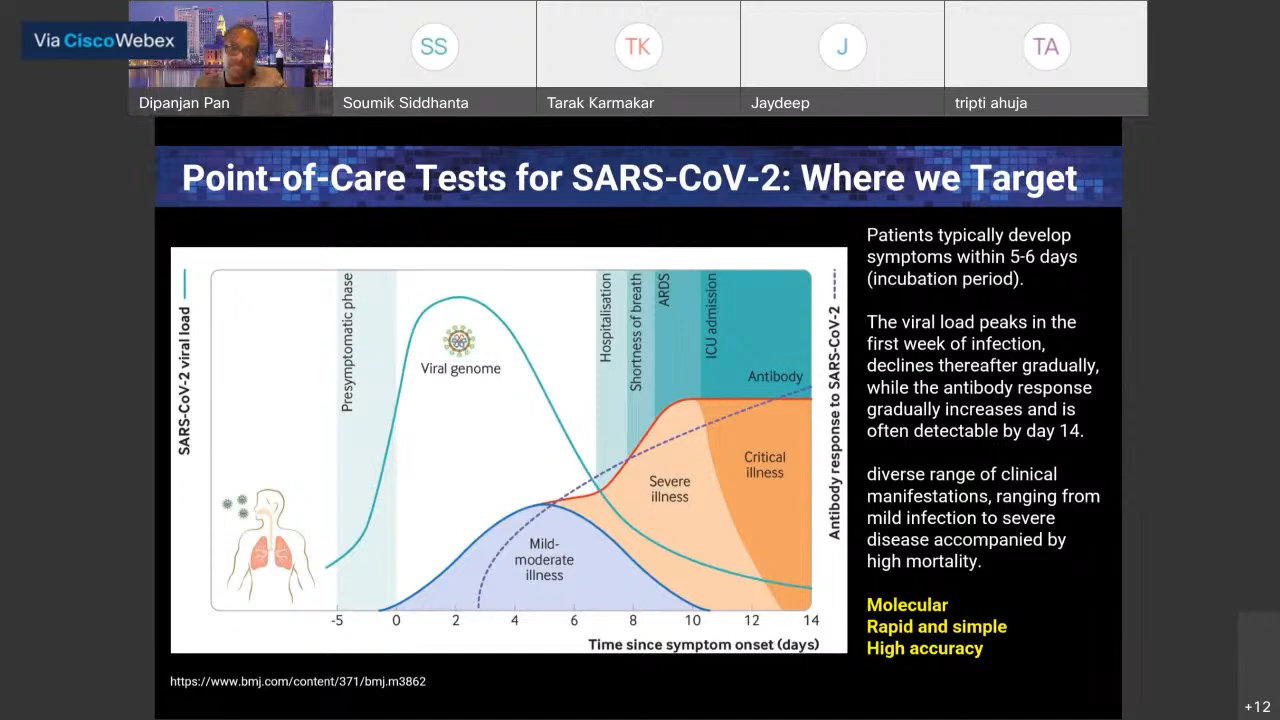 Via CiscoWebex
SS
TK
J
TA
Dipanjan Pan
Soumik Siddhanta
Tarak Karmakar
Jaydeep
tripti ahuja
Point-of-Care Tests for SARS-CoV-2: Where we Target
SARS-CoV-2 viral load
Presymptomatic phase
Viral genome
Hospitalisation
Shortness of breath
ARDS
ICU admission
Antibody
Antibody response to SARS-CoV-2
Critical
illness
Severe
illness
Mild-
moderate
illness
-5 0 2 4 6 8 10 12 14
Time since symptom onset (days)
Patients typically develop
symptoms within 5-6 days
(incubation period).
The viral load peaks in the
first week of infection,
declines thereafter gradually,
while the antibody response
gradually increases and is
often detectable by day 14.
diverse range of clinical
manifestations, ranging from
mild infection to severe
disease accompanied by
high mortality.
Molecular
Rapid and simple
High accuracy
https://www.bmj.com/content/371/bmj.m3862
+12